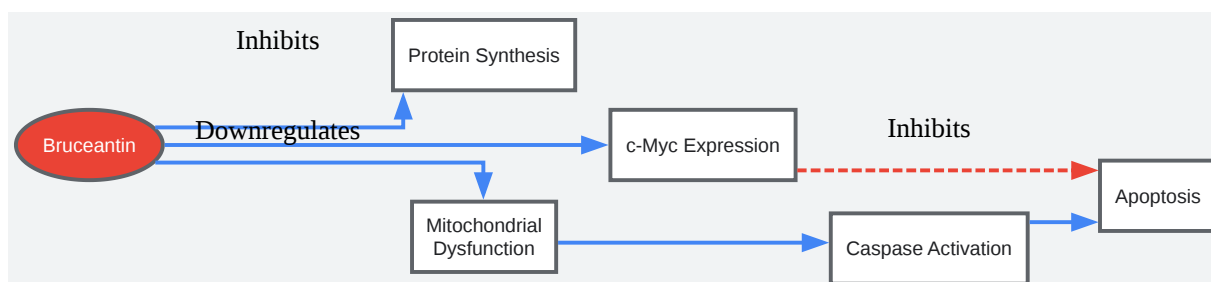 Inhibits
Protein Synthesis
Bruceantin
Downregulates
c-Myc Expression
Inhibits
Apoptosis
Mitochondrial
Dysfunction
Caspase Activation